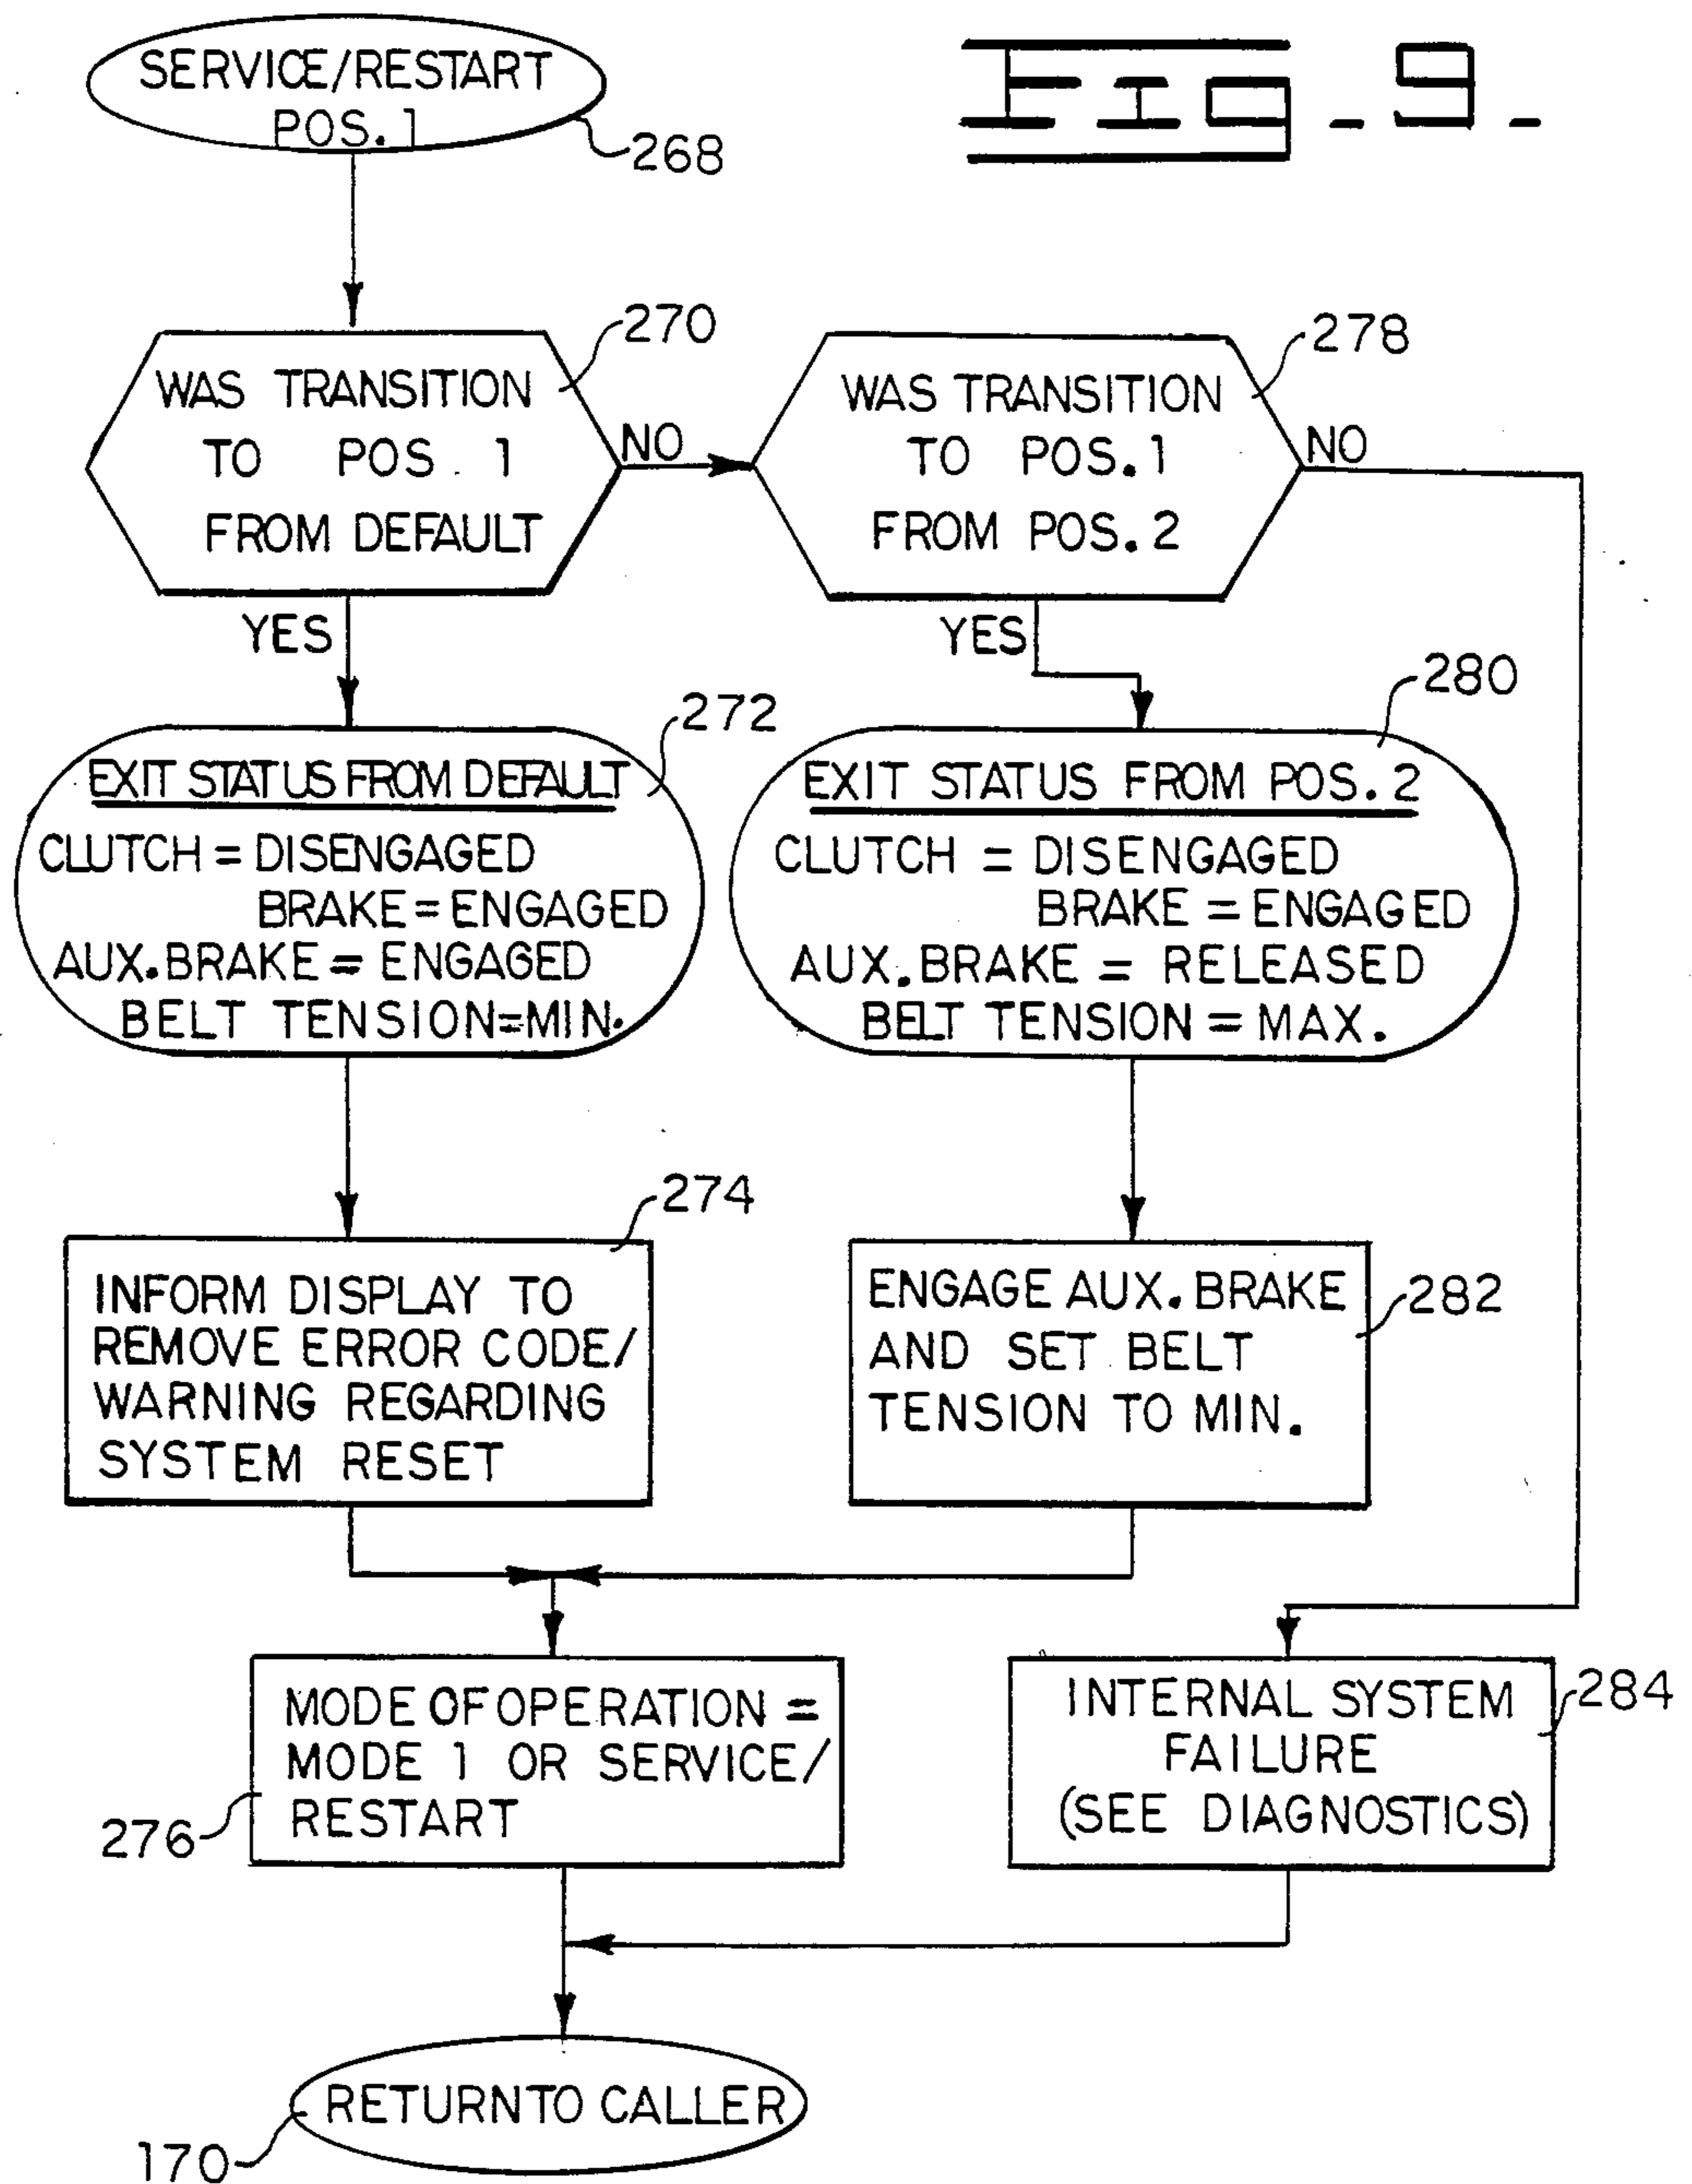 SERVICE/RESTART
POS. 1
268
FIG_9_
WAS TRANSITION
TO POS. 1
FROM DEFAULT
270
NO
YES
WAS TRANSITION
TO POS. 1
FROM POS. 2
278
NO
YES
EXIT STATUS FROM DEFAULT
CLUTCH = DISENGAGED
BRAKE = ENGAGED
AUX. BRAKE = ENGAGED
BELT TENSION=MIN.
272
EXIT STATUS FROM POS. 2
CLUTCH = DISENGAGED
BRAKE = ENGAGED
AUX. BRAKE = RELEASED
BELT TENSION = MAX.
280
INFORM DISPLAY TO
REMOVE ERROR CODE/
WARNING REGARDING
SYSTEM RESET
274
ENGAGE AUX. BRAKE
AND SET BELT
TENSION TO MIN.
282
MODE OF OPERATION =
MODE 1 OR SERVICE/
RESTART
276
INTERNAL SYSTEM
FAILURE
(SEE DIAGNOSTICS)
284
RETURN TO CALLER
170